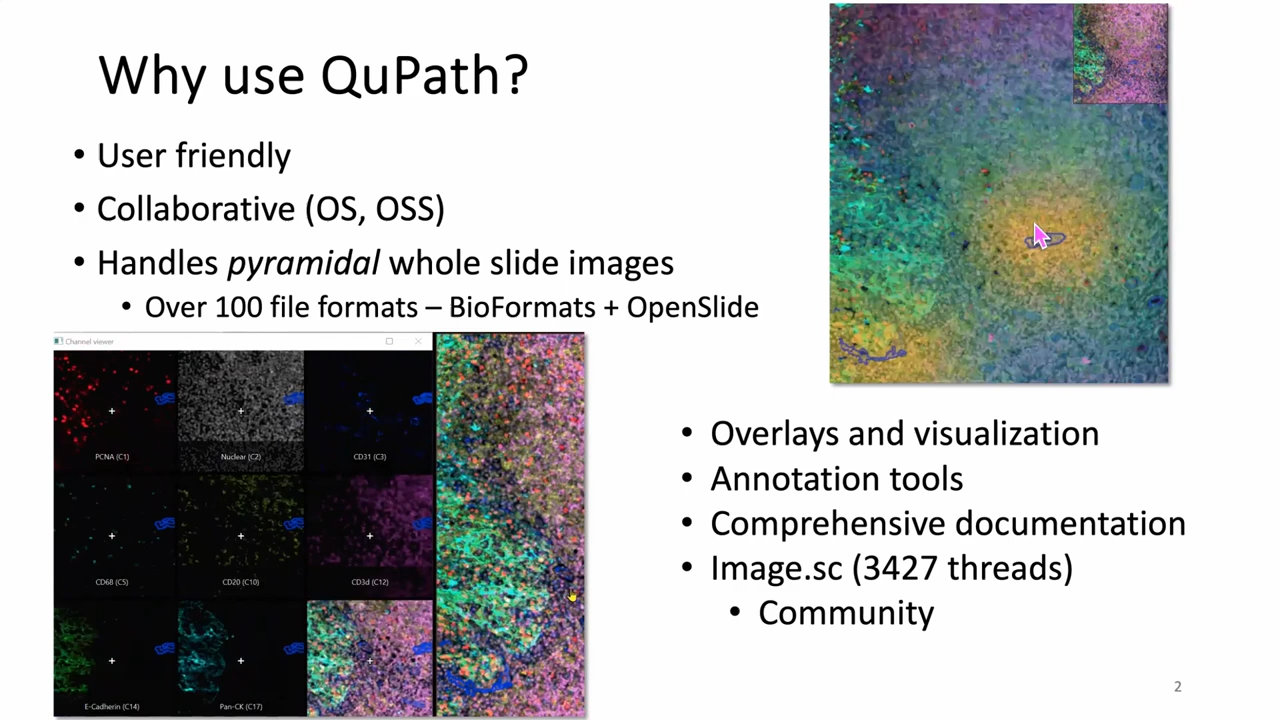 Why use QuPath?
• User friendly
• Collaborative (OS, OSS)
• Handles pyramidal whole slide images
• Over 100 file formats – BioFormats + OpenSlide
Channel viewer
PCNA (C1)
Nuclear (C2)
CD31 (C3)
CD68 (C5)
CD20 (C10)
CD3d (C12)
E-Cadherin (C14)
Pan-CK (C17)
• Overlays and visualization
• Annotation tools
• Comprehensive documentation
• Image.sc (3427 threads)
• Community
2